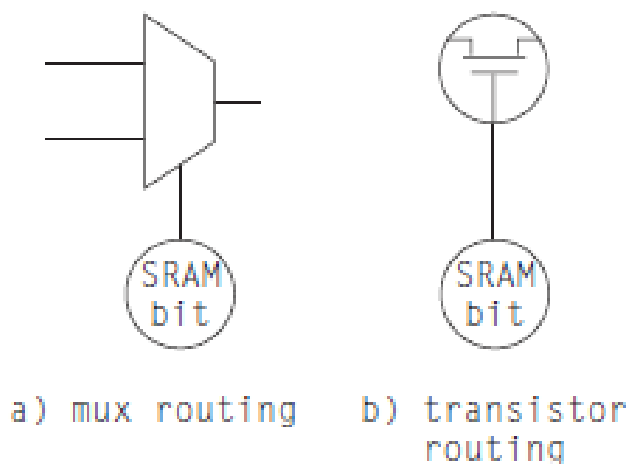 SRAM
bit
SRAM
bit
a) mux routing
b) transistor
routing